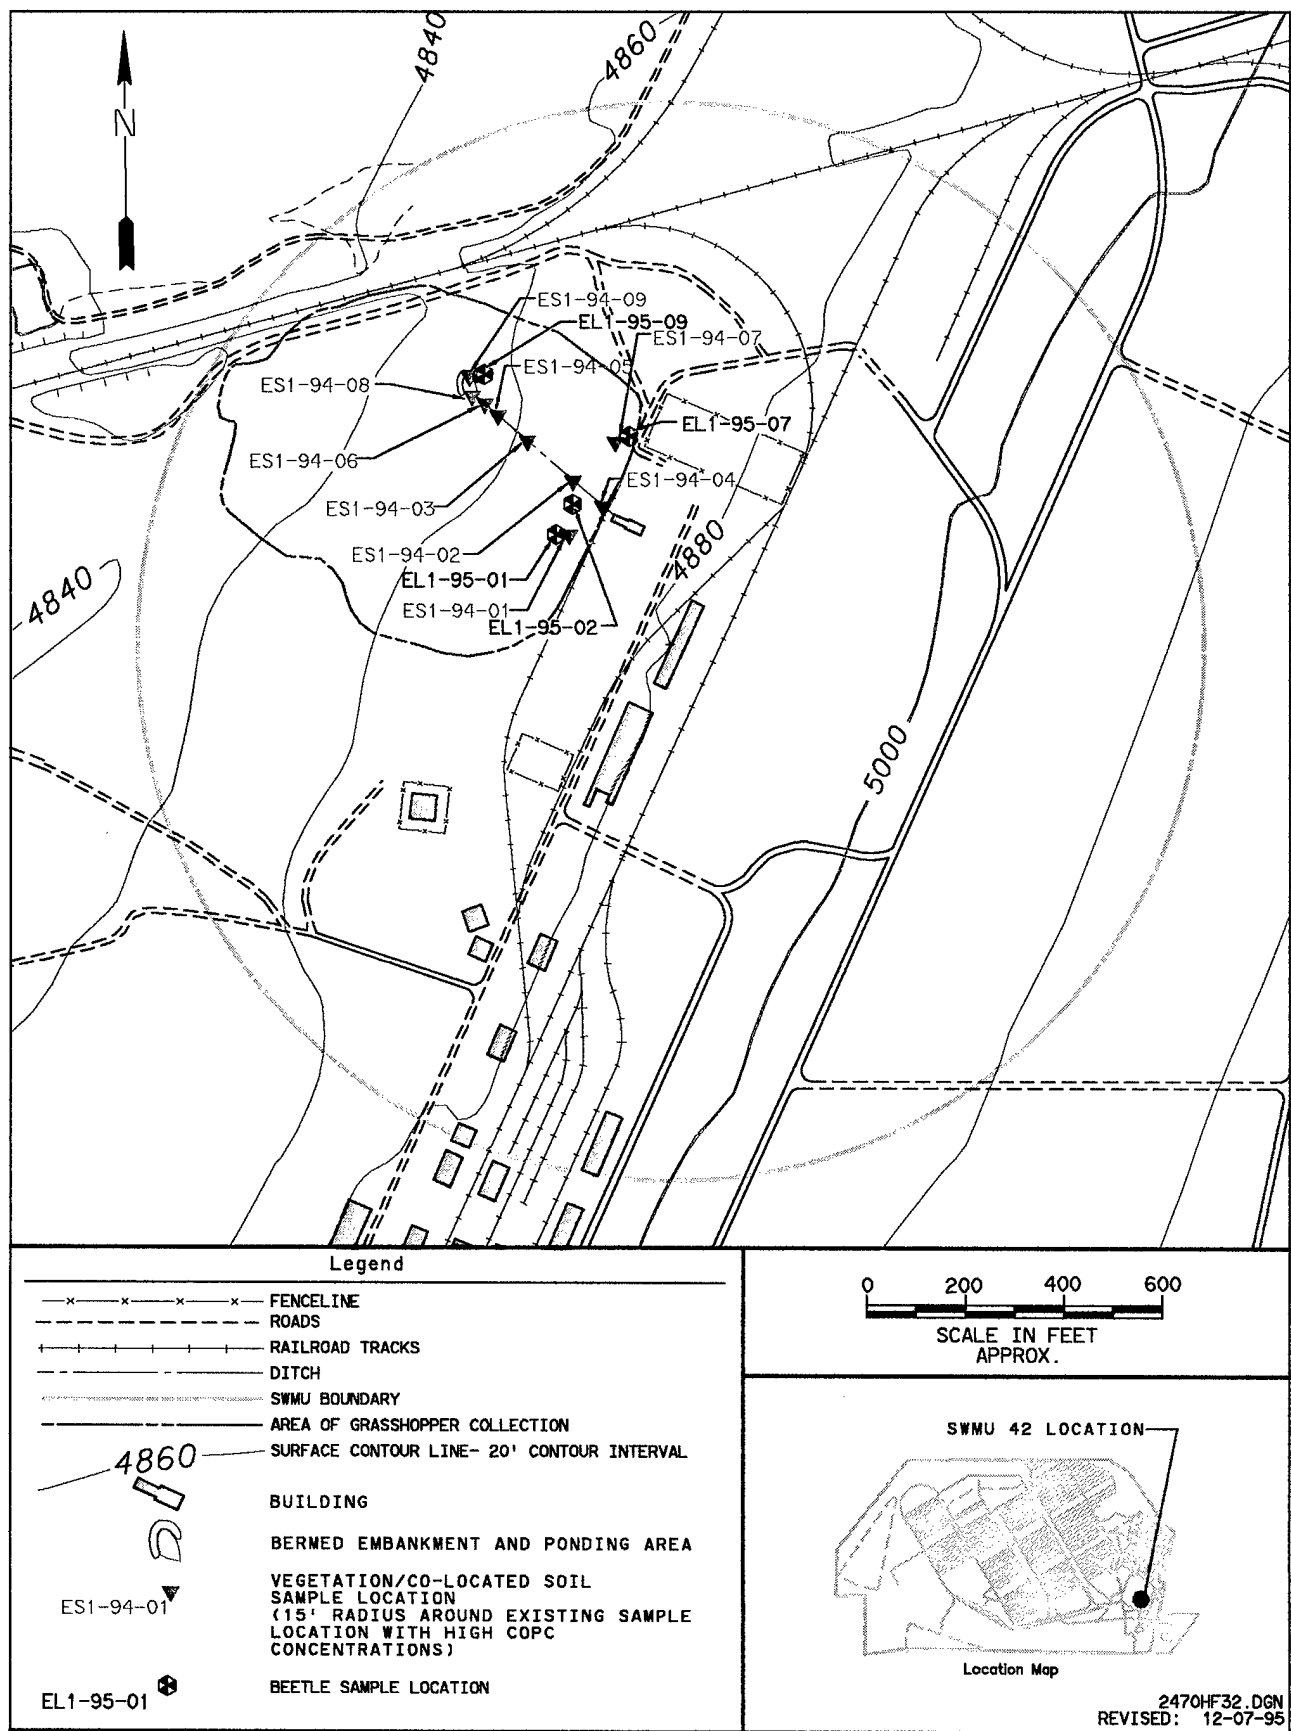 4840
4860
N
ES1-94-09
EL1-95-09
ES1-94-07
ES1-94-05
ES1-94-08
EL1-95-07
ES1-94-06
ES1-94-04
ES1-94-03
ES1-94-02
4880
EL1-95-01
4840
ES1-94-01
EL1-95-02
5000
Legend
FENCELINE
ROADS
RAILROAD TRACKS
DITCH
SWMU BOUNDARY
AREA OF GRASSHOPPER COLLECTION
4860
SURFACE CONTOUR LINE- 20' CONTOUR INTERVAL
BUILDING
BERMED EMBANKMENT AND PONDING AREA
ES1-94-01
VEGETATION/CO-LOCATED SOIL
SAMPLE LOCATION
(15' RADIUS AROUND EXISTING SAMPLE
LOCATION WITH HIGH COPC
CONCENTRATIONS)
EL1-95-01
BEETLE SAMPLE LOCATION
0 200 400 600
SCALE IN FEET
APPROX.
SWMU 42 LOCATION
Location Map
2470HF32.DGN
REVISED: 12-07-95